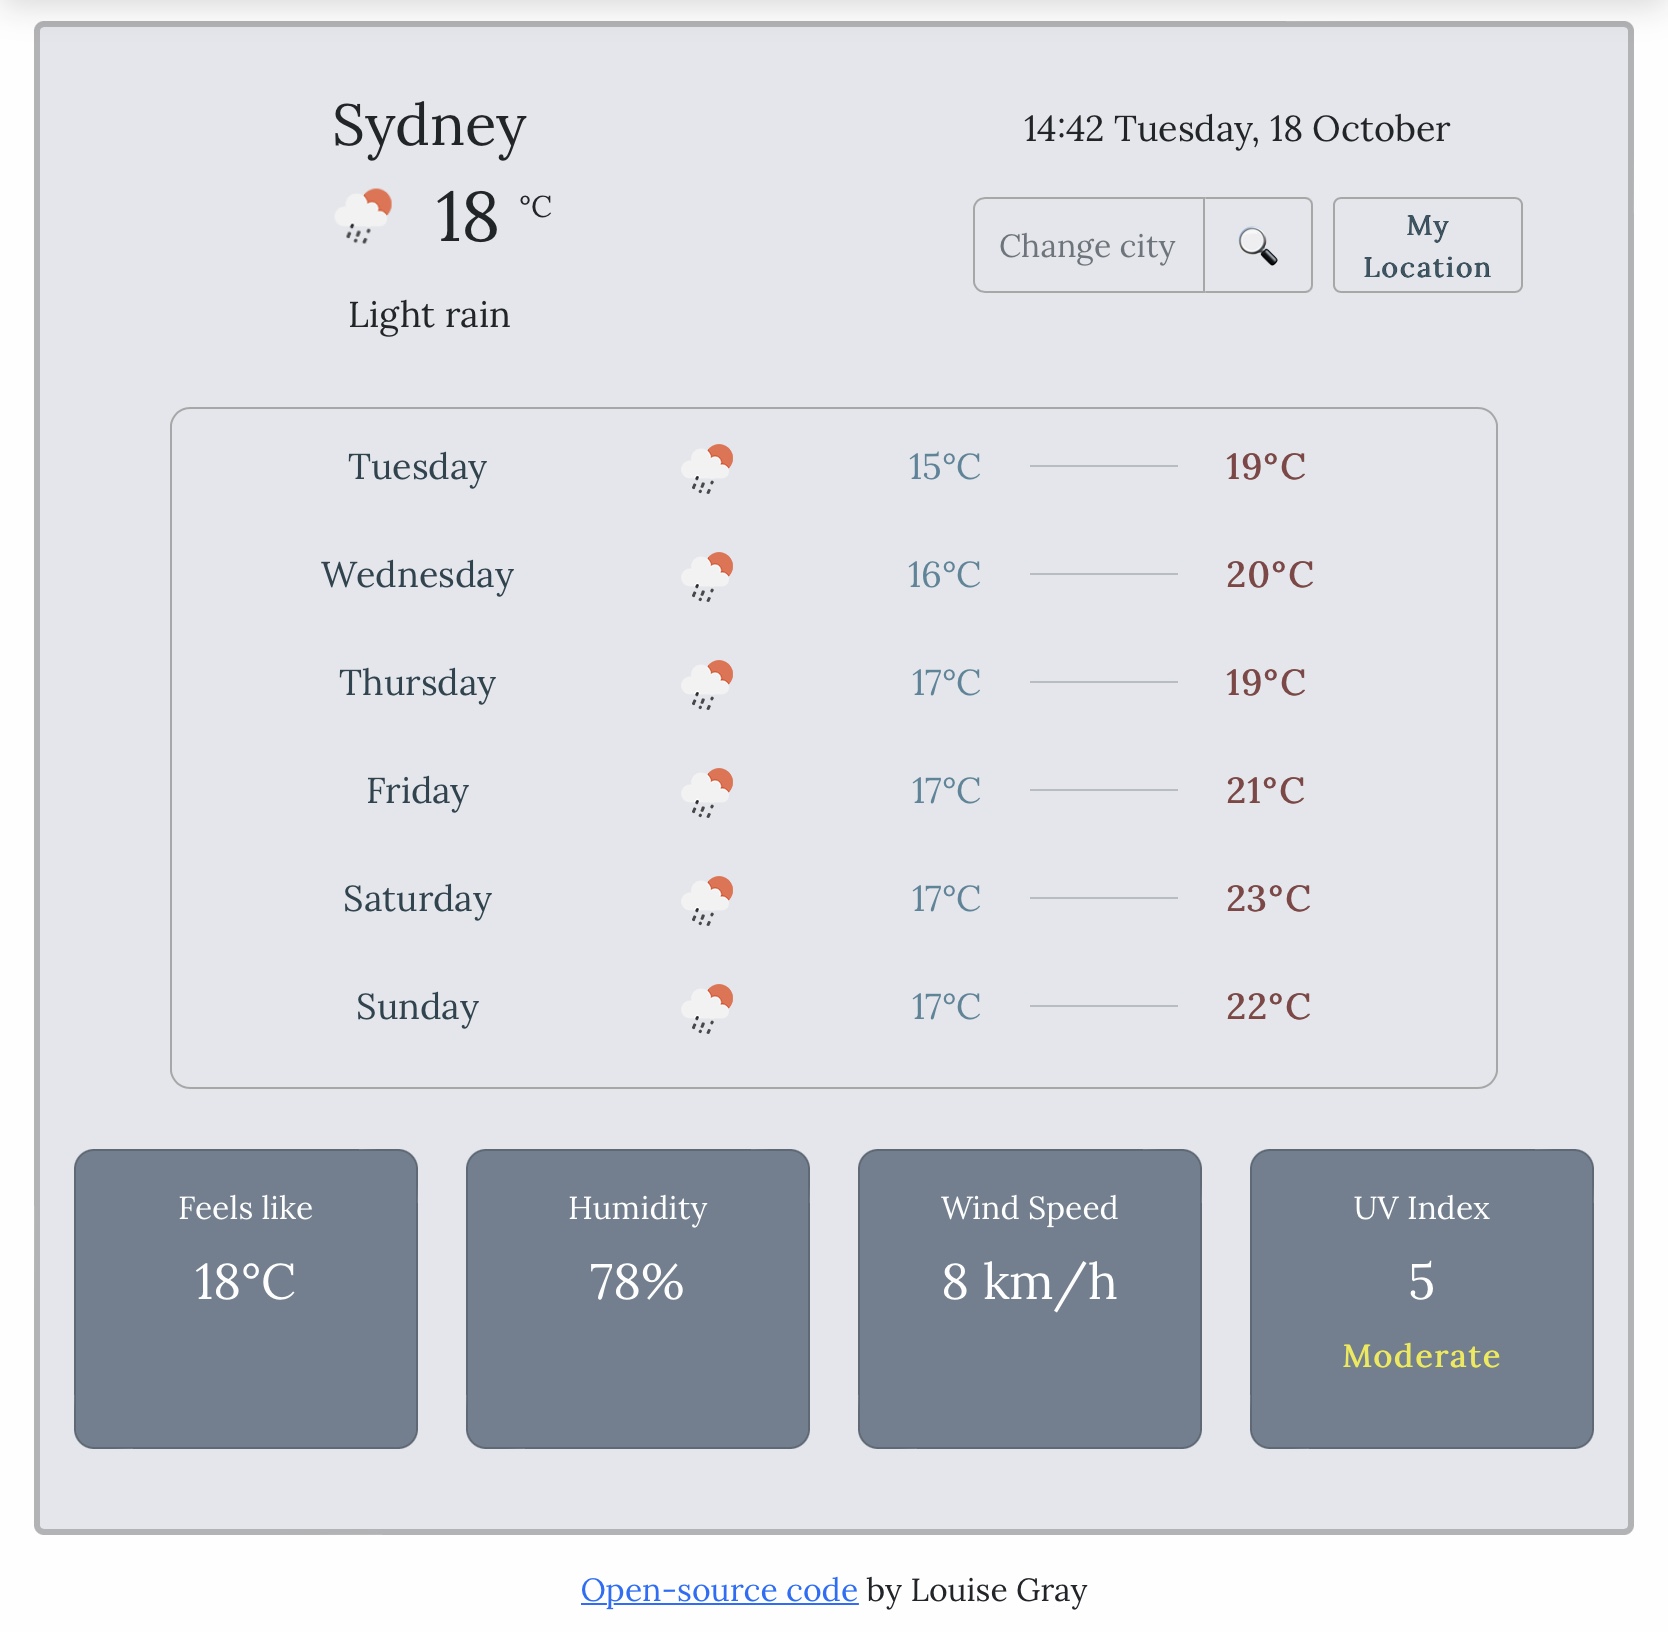 Sydney
14:42 Tuesday, 18 October
18 °C
Change city
My
Location
Light rain
Tuesday 15°C 19°C
Wednesday 16°C 20°C
Thursday 17°C 19°C
Friday 17°C 21°C
Saturday 17°C 23°C
Sunday 17°C 22°C
Feels like
18°C
Humidity
78%
Wind Speed
8 km/h
UV Index
5
Moderate
Open-source code by Louise Gray